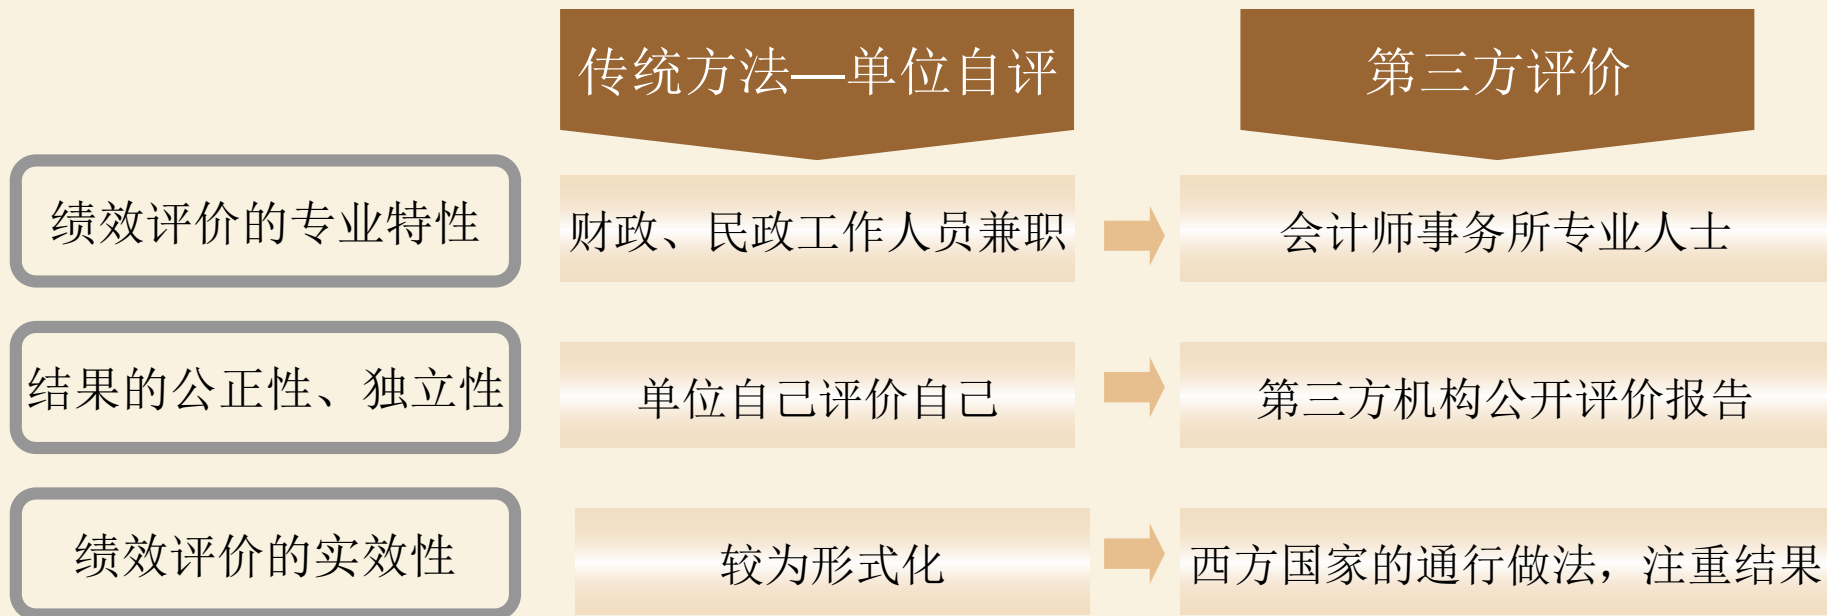 传统方法—单位自评
第三方评价
绩效评价的专业特性
财政、民政工作人员兼职
会计师事务所专业人士
结果的公正性、独立性
单位自己评价自己
第三方机构公开评价报告
绩效评价的实效性
较为形式化
西方国家的通行做法，注重结果